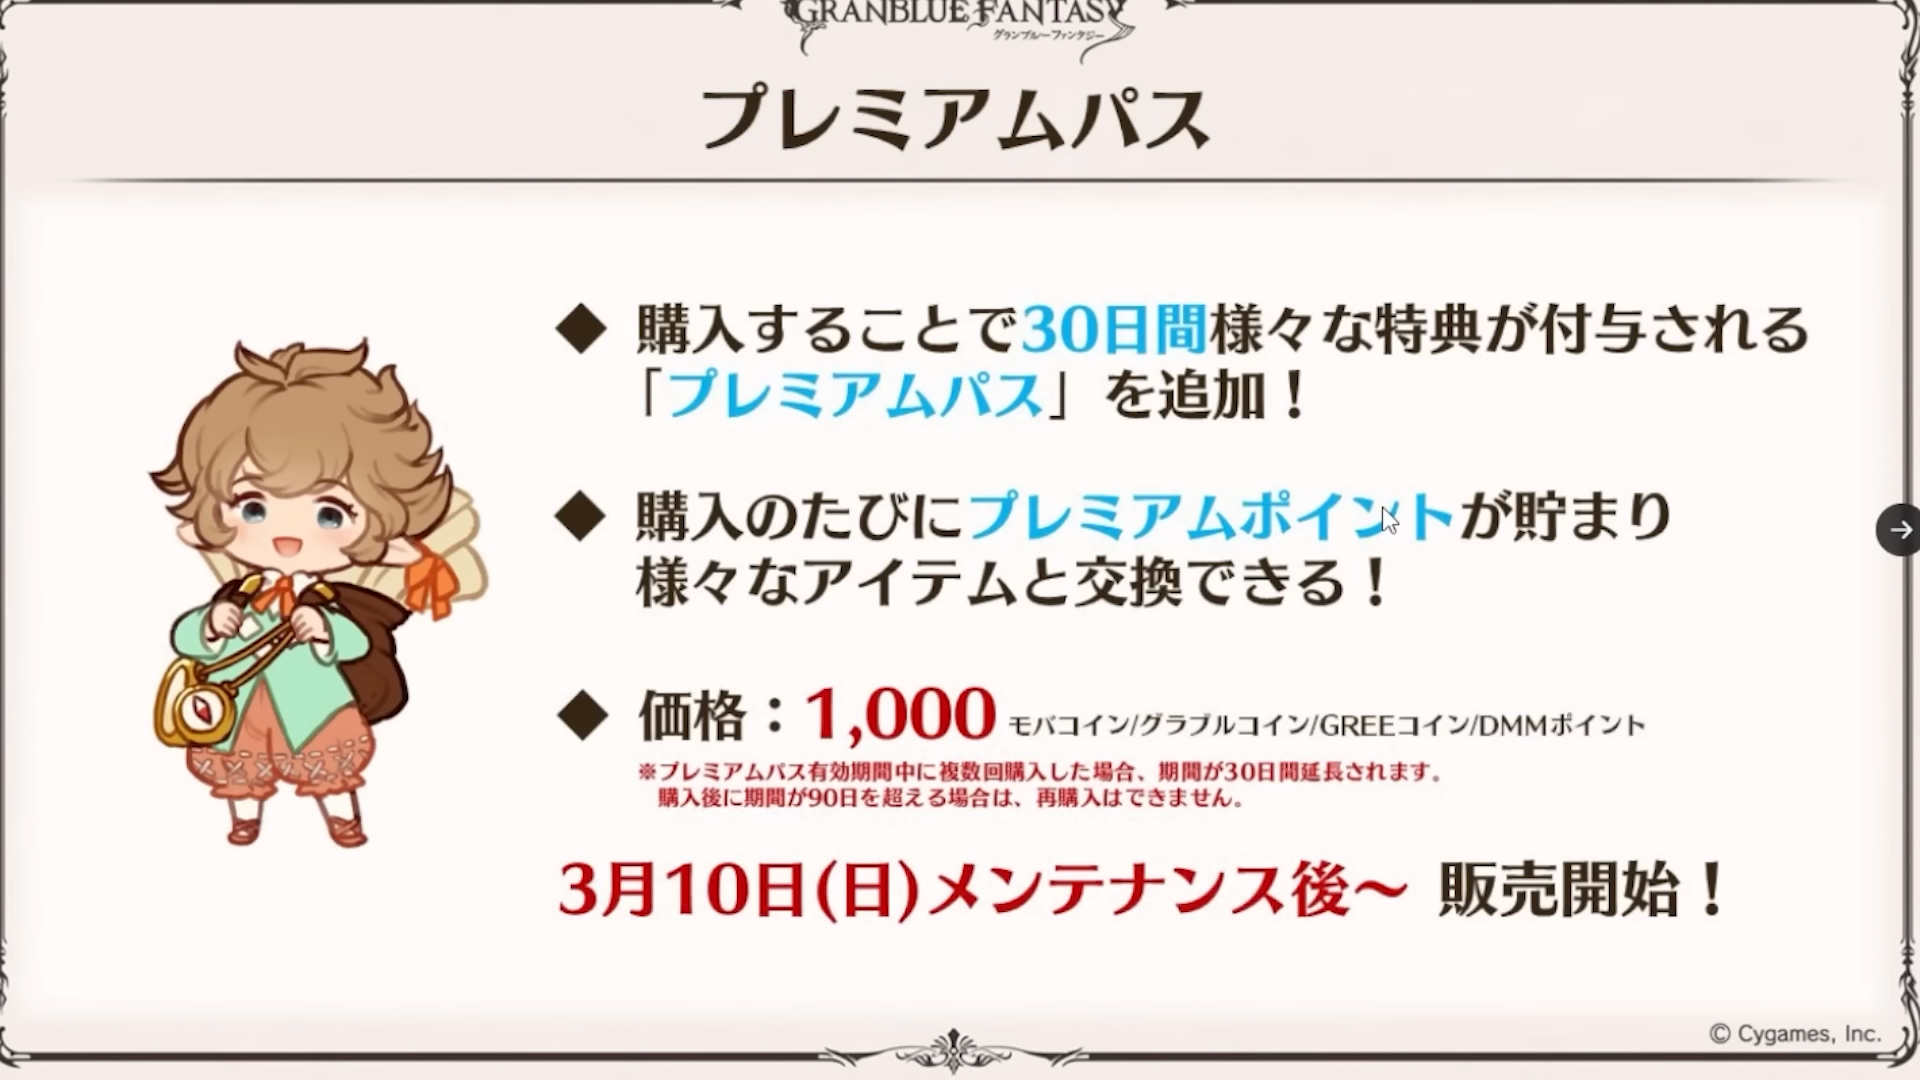 GRANBLUE FANTASY
グランブルーファンタジー
プレミアムパス
◆ 購入することで30日間様々な特典が付与される
「プレミアムパス」を追加！
◆ 購入のたびにプレミアムポイントが貯まり
様々なアイテムと交換できる！
◆ 価格：1,000 モバコイン/グラブルコイン/GREEコイン/DMMポイント
※プレミアムパス有効期間中に複数回購入した場合、期間が30日間延長されます。
購入後に期間が90日を超える場合は、再購入はできません。
3月10日(日)メンテナンス後～ 販売開始！
© Cygames, Inc.